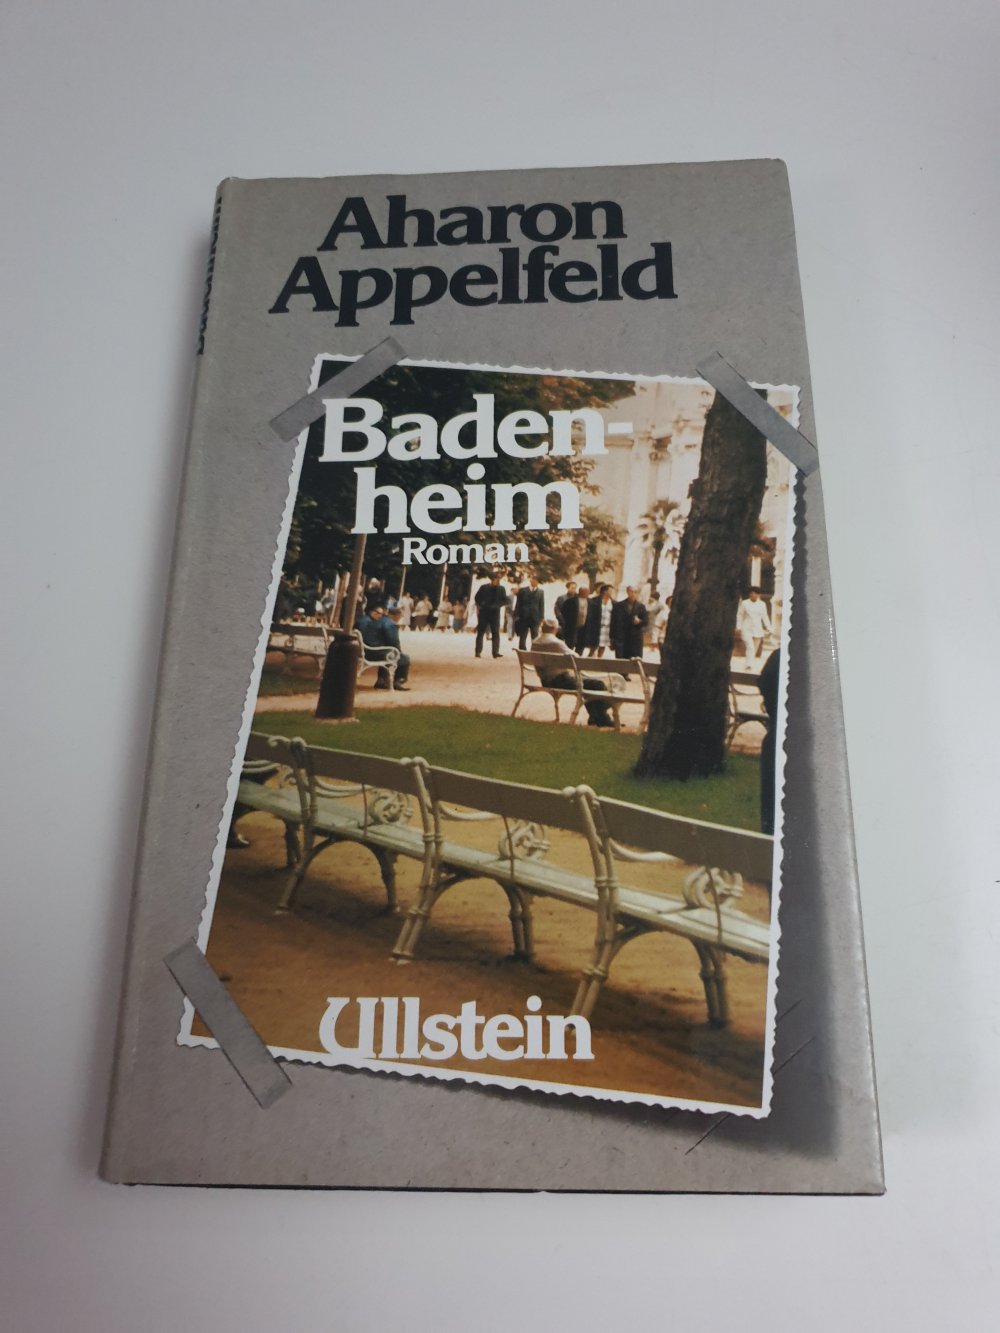 Aharon
Appelfeld
Baden-
heim
Roman
Ullstein